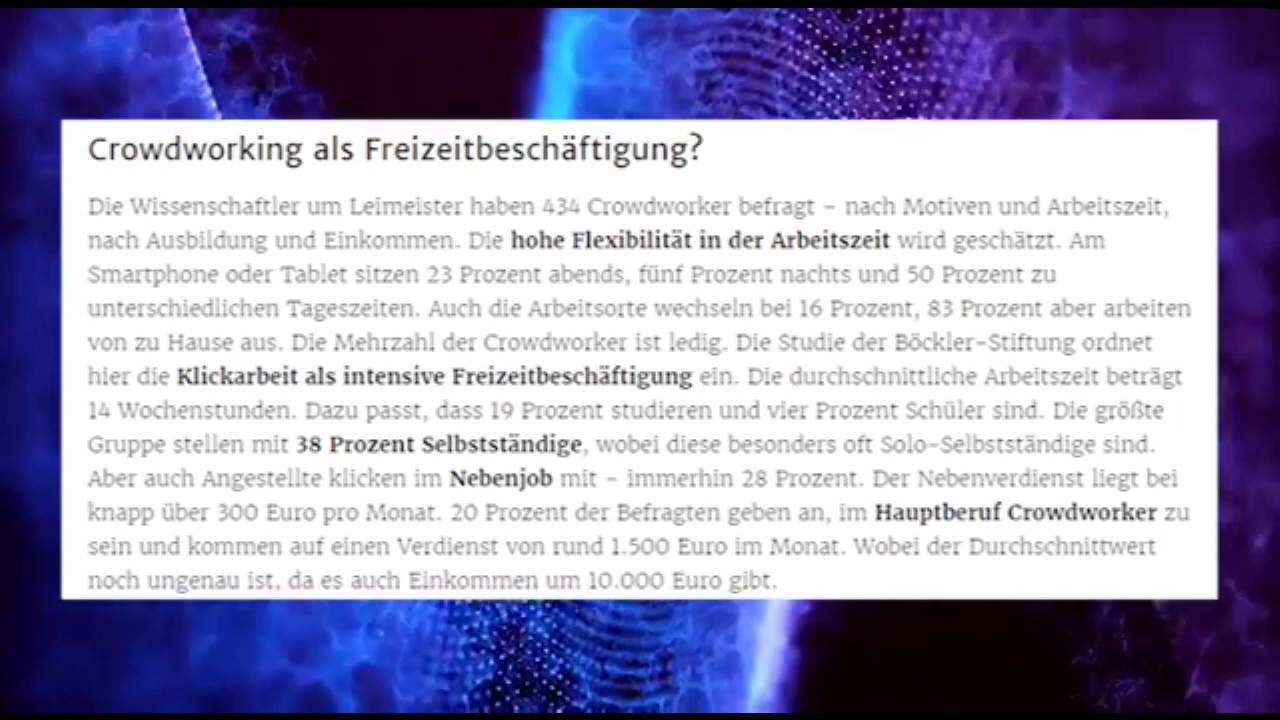 Crowdworking als Freizeitbeschäftigung?
Die Wissenschaftler um Leimeister haben 434 Crowdworker befragt – nach Motiven und Arbeitszeit,
nach Ausbildung und Einkommen. Die hohe Flexibilität in der Arbeitszeit wird geschätzt. Am
Smartphone oder Tablet sitzen 23 Prozent abends, fünf Prozent nachts und 50 Prozent zu
unterschiedlichen Tageszeiten. Auch die Arbeitsorte wechseln bei 16 Prozent, 83 Prozent aber arbeiten
von zu Hause aus. Die Mehrzahl der Crowdworker ist ledig. Die Studie der Böckler-Stiftung ordnet
hier die Klickarbeit als intensive Freizeitbeschäftigung ein. Die durchschnittliche Arbeitszeit beträgt
14 Wochenstunden. Dazu passt, dass 19 Prozent studieren und vier Prozent Schüler sind. Die größte
Gruppe stellen mit 38 Prozent Selbstständige, wobei diese besonders oft Solo-Selbstständige sind.
Aber auch Angestellte klicken im Nebenjob mit – immerhin 28 Prozent. Der Nebenverdienst liegt bei
knapp über 300 Euro pro Monat. 20 Prozent der Befragten geben an, im Hauptberuf Crowdworker zu
sein und kommen auf einen Verdienst von rund 1.500 Euro im Monat. Wobei der Durchschnittwert
noch ungenau ist, da es auch Einkommen um 10.000 Euro gibt.